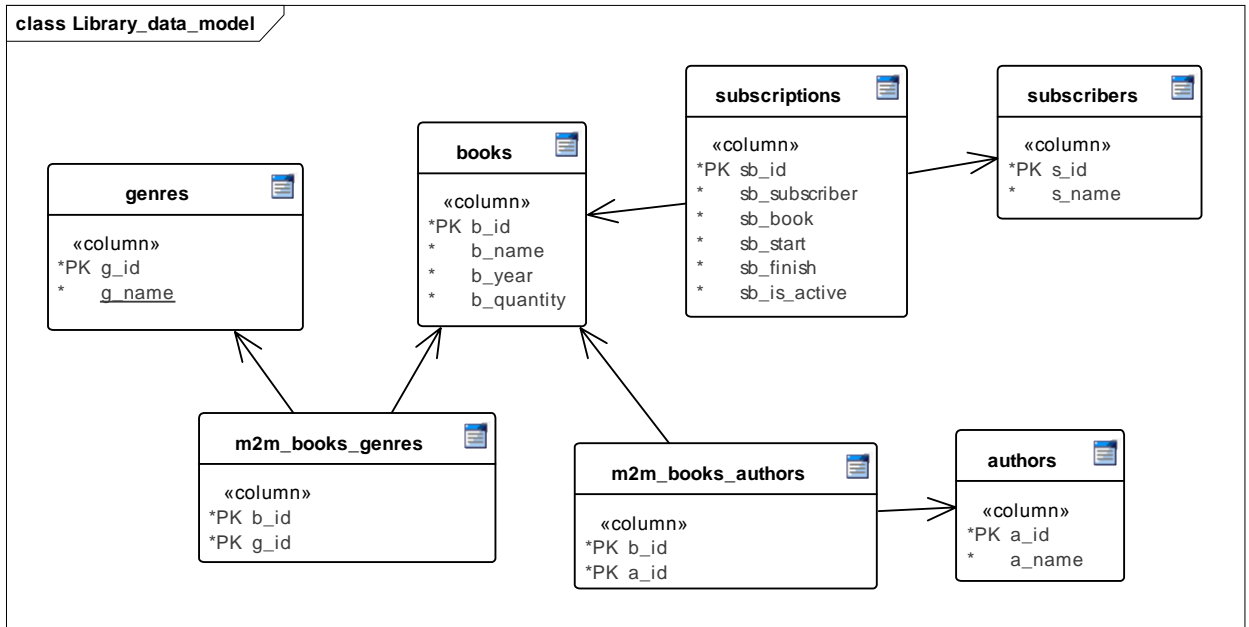 class Library_data_model
genres
«column»
*PK g_id
* g_name
books
«column»
*PK b_id
* b_name
* b_year
* b_quantity
subscriptions
«column»
*PK sb_id
* sb_subscriber
* sb_book
* sb_start
* sb_finish
* sb_is_active
subscribers
«column»
*PK s_id
* s_name
m2m_books_genres
«column»
*PK b_id
*PK g_id
m2m_books_authors
«column»
*PK b_id
*PK a_id
authors
«column»
*PK a_id
* a_name